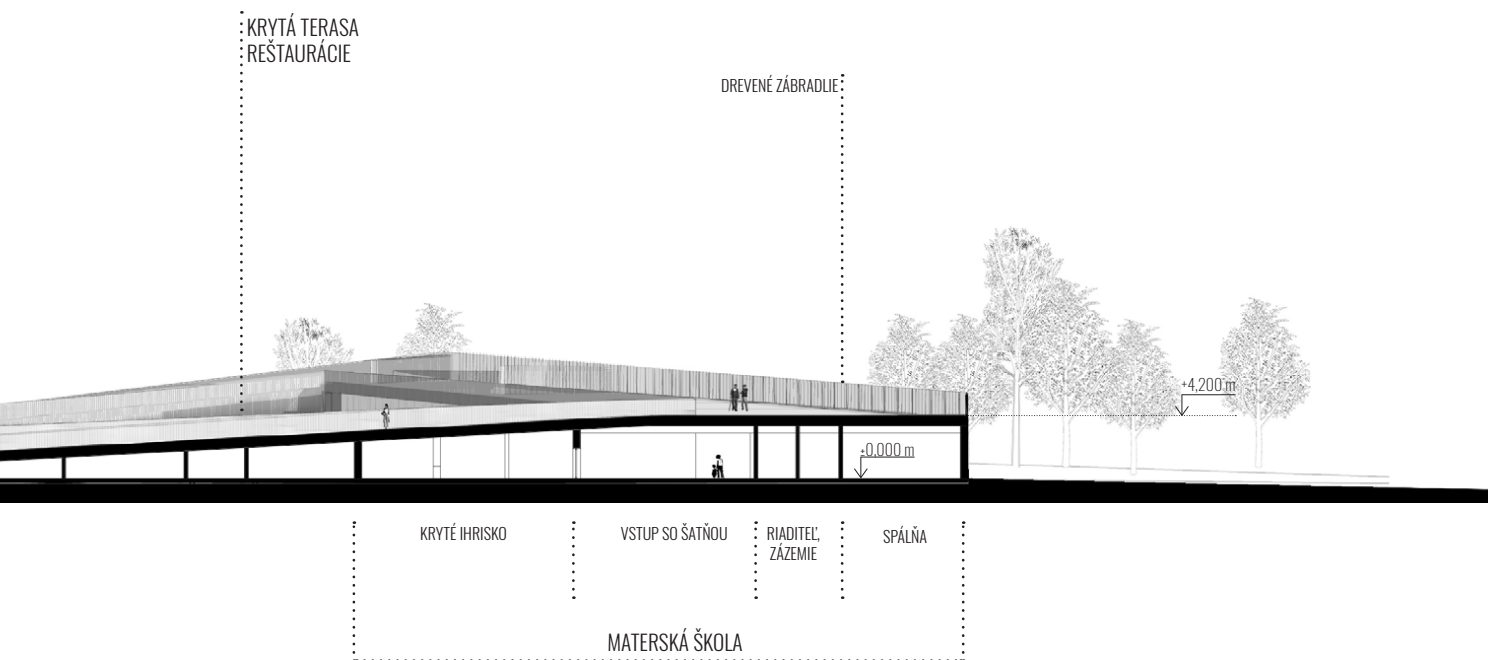 KRYTÁ TERASA
REŠTAURÁCIE
DREVENÉ ZÁBRADLIE
+4,200 m
±0,000 m
KRYTÉ IHRISKO
VSTUP SO ŠATŇOU
RIADITEĽ,
ZÁZEMIE
SPÁLŇA
MATERSKÁ ŠKOLA